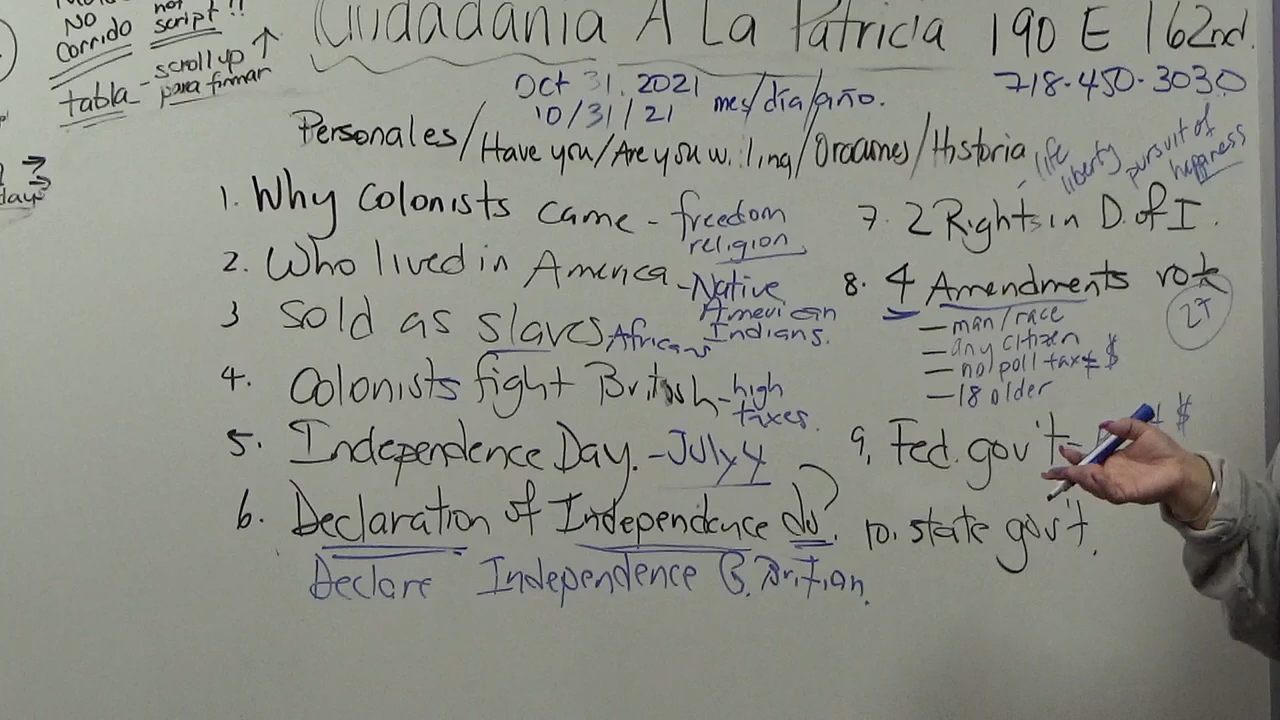 No not
Corrido script !!
tabla - scroll up ↑
para firmar
days
Ciudadania A La Patricia 190 E 162nd.
Oct 31, 2021 718-450-3030
10/31/21 mes/día/año.
Personales/Have you/Are you w.ling/Oraciones/Historia
life liberty pursuit of happiness
1. Why Colonists came - freedom
religion
2. Who lived in America - Native
American
Indians.
3 Sold as slaves Africans
4. Colonists fight British - high
taxes.
5. Independence Day. - July 4
6. Declaration of Independence do?
Declare Independence G. Britian.
7. 2 Rights in D. of I.
8. 4 Amendments vote
27
- man/race
- any citizen
- no poll tax $
- 18 older
9. Fed. gov't - $
10. state gov't.